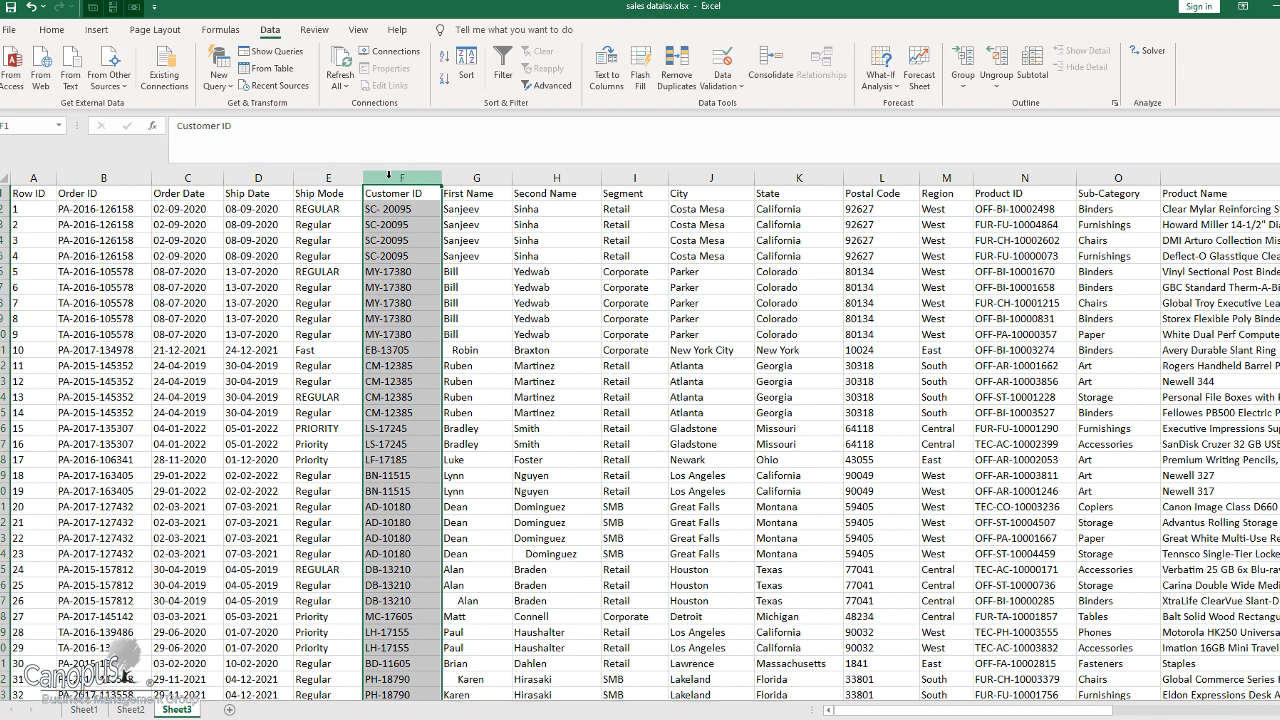 sales datalsx.xlsx - Excel
Sign in
File Home Insert Page Layout Formulas Data Review View Help Tell me what you want to do
From Access From Web From Text From Other Sources Existing Connections New Query Show Queries From Table Recent Sources Refresh All Connections Properties Edit Links Sort Filter Clear Reapply Advanced Text to Columns Flash Fill Remove Duplicates Data Validation Consolidate Relationships What-If Analysis Forecast Sheet Group Ungroup Subtotal Show Detail Hide Detail Solver
Get External Data Get & Transform Connections Sort & Filter Data Tools Forecast Outline Analyze
F1 fx Customer ID
A B C D E F G H I J K L M N O
Row ID Order ID Order Date Ship Date Ship Mode Customer ID First Name Second Name Segment City State Postal Code Region Product ID Sub-Category Product Name
1 PA-2016-126158 02-09-2020 08-09-2020 REGULAR SC- 20095 Sanjeev Sinha Retail Costa Mesa California 92627 West OFF-BI-10002498 Binders Clear Mylar Reinforcing S
2 PA-2016-126158 02-09-2020 08-09-2020 Regular SC-20095 Sanjeev Sinha Retail Costa Mesa California 92627 West FUR-FU-10004864 Furnishings Howard Miller 14-1/2" Di
3 PA-2016-126158 02-09-2020 08-09-2020 Regular SC-20095 Sanjeev Sinha Retail Costa Mesa California 92627 West FUR-CH-10002602 Chairs DMI Arturo Collection Mis
4 PA-2016-126158 02-09-2020 08-09-2020 Regular SC-20095 Sanjeev Sinha Retail Costa Mesa California 92627 West FUR-FU-10000073 Furnishings Deflect-O Glasstique Clea
5 TA-2016-105578 08-07-2020 13-07-2020 REGULAR MY-17380 Bill Yedwab Corporate Parker Colorado 80134 West OFF-BI-10001670 Binders Vinyl Sectional Post Binde
6 TA-2016-105578 08-07-2020 13-07-2020 Regular MY-17380 Bill Yedwab Corporate Parker Colorado 80134 West OFF-BI-10001658 Binders GBC Standard Therm-A-Bi
7 TA-2016-105578 08-07-2020 13-07-2020 Regular MY-17380 Bill Yedwab Corporate Parker Colorado 80134 West FUR-CH-10001215 Chairs Global Troy Executive Lea
8 TA-2016-105578 08-07-2020 13-07-2020 Regular MY-17380 Bill Yedwab Corporate Parker Colorado 80134 West OFF-BI-10000831 Binders Storex Flexible Poly Binde
9 TA-2016-105578 08-07-2020 13-07-2020 Regular MY-17380 Bill Yedwab Corporate Parker Colorado 80134 West OFF-PA-10000357 Paper White Dual Perf Compute
10 PA-2017-134978 21-12-2021 24-12-2021 Fast EB-13705 Robin Braxton Corporate New York City New York 10024 East OFF-BI-10003274 Binders Avery Durable Slant Ring
11 PA-2015-145352 24-04-2019 30-04-2019 Regular CM-12385 Ruben Martinez Retail Atlanta Georgia 30318 South OFF-AR-10001662 Art Rogers Handheld Barrel P
12 PA-2015-145352 24-04-2019 30-04-2019 Regular CM-12385 Ruben Martinez Retail Atlanta Georgia 30318 South OFF-AR-10003856 Art Newell 344
13 PA-2015-145352 24-04-2019 30-04-2019 REGULAR CM-12385 Ruben Martinez Retail Atlanta Georgia 30318 South OFF-ST-10001228 Storage Personal File Boxes with F
14 PA-2015-145352 24-04-2019 30-04-2019 Regular CM-12385 Ruben Martinez Retail Atlanta Georgia 30318 South OFF-BI-10003527 Binders Fellowes PB500 Electric P
15 PA-2017-135307 04-01-2022 05-01-2022 PRIORITY LS-17245 Bradley Smith Retail Gladstone Missouri 64118 Central FUR-FU-10001290 Furnishings Executive Impressions Sup
16 PA-2017-135307 04-01-2022 05-01-2022 Priority LS-17245 Bradley Smith Retail Gladstone Missouri 64118 Central TEC-AC-10002399 Accessories SanDisk Cruzer 32 GB USB
17 PA-2016-106341 28-11-2020 01-12-2020 Priority LF-17185 Luke Foster Retail Newark Ohio 43055 East OFF-AR-10002053 Art Premium Writing Pencils,
18 PA-2017-163405 29-01-2022 02-02-2022 Regular BN-11515 Lynn Nguyen Retail Los Angeles California 90049 West OFF-AR-10003811 Art Newell 327
19 PA-2017-163405 29-01-2022 02-02-2022 Regular BN-11515 Lynn Nguyen Retail Los Angeles California 90049 West OFF-AR-10001246 Art Newell 317
20 PA-2017-127432 02-03-2021 07-03-2021 Regular AD-10180 Dean Dominguez SMB Great Falls Montana 59405 West TEC-CO-10003236 Copiers Canon Image Class D660
21 PA-2017-127432 02-03-2021 07-03-2021 Regular AD-10180 Dean Dominguez SMB Great Falls Montana 59405 West OFF-ST-10004507 Storage Advantus Rolling Storage
22 PA-2017-127432 02-03-2021 07-03-2021 Regular AD-10180 Dean Dominguez SMB Great Falls Montana 59405 West OFF-PA-10001667 Paper Great White Multi-Use Re
23 PA-2017-127432 02-03-2021 07-03-2021 Regular AD-10180 Dean Dominguez SMB Great Falls Montana 59405 West OFF-ST-10004459 Storage Tennsco Single-Tier Locke
24 PA-2015-157812 30-04-2019 04-05-2019 REGULAR DB-13210 Alan Braden SMB Houston Texas 77041 Central TEC-AC-10000171 Accessories Verbatim 25 GB 6x Blu-ray
25 PA-2015-157812 30-04-2019 04-05-2019 Regular DB-13210 Alan Braden SMB Houston Texas 77041 Central OFF-ST-10000736 Storage Carina Double Wide Medi
26 PA-2015-157812 30-04-2019 04-05-2019 Regular DB-13210 Alan Braden SMB Houston Texas 77041 Central OFF-BI-10000285 Binders XtraLife ClearVue Slant-D
27 PA-2017-145142 03-03-2021 05-03-2021 Priority MC-17605 Matt Connell Corporate Detroit Michigan 48234 Central FUR-TA-10001857 Tables Balt Solid Wood Rectangu
28 TA-2016-139486 29-06-2020 01-07-2020 Priority LH-17155 Paul Haushalter Retail Los Angeles California 90032 West TEC-PH-10003555 Phones Motorola HK250 Universa
29 29-06-2020 01-07-2020 Priority LH-17155 Paul Haushalter Retail Los Angeles California 90032 West TEC-AC-10003832 Accessories Imation 16GB Mini Travel
30 03-02-2020 10-02-2020 Regular BD-11605 Brian Dahlen Retail Lawrence Massachusetts 1841 East OFF-FA-10002815 Fasteners Staples
31 29-11-2021 04-12-2021 Regular PH-18790 Karen Hirasaki SMB Lakeland Florida 33801 South FUR-CH-10003379 Chairs Global Commerce Series
32 PA-2017-113558 29-11-2021 04-12-2021 Regular PH-18790 Karen Hirasaki SMB Lakeland Florida 33801 South FUR-FU-10001756 Furnishings Eldon Expressions Desk A
Canopus ®
Business Management Group
Sheet1 Sheet2 Sheet3